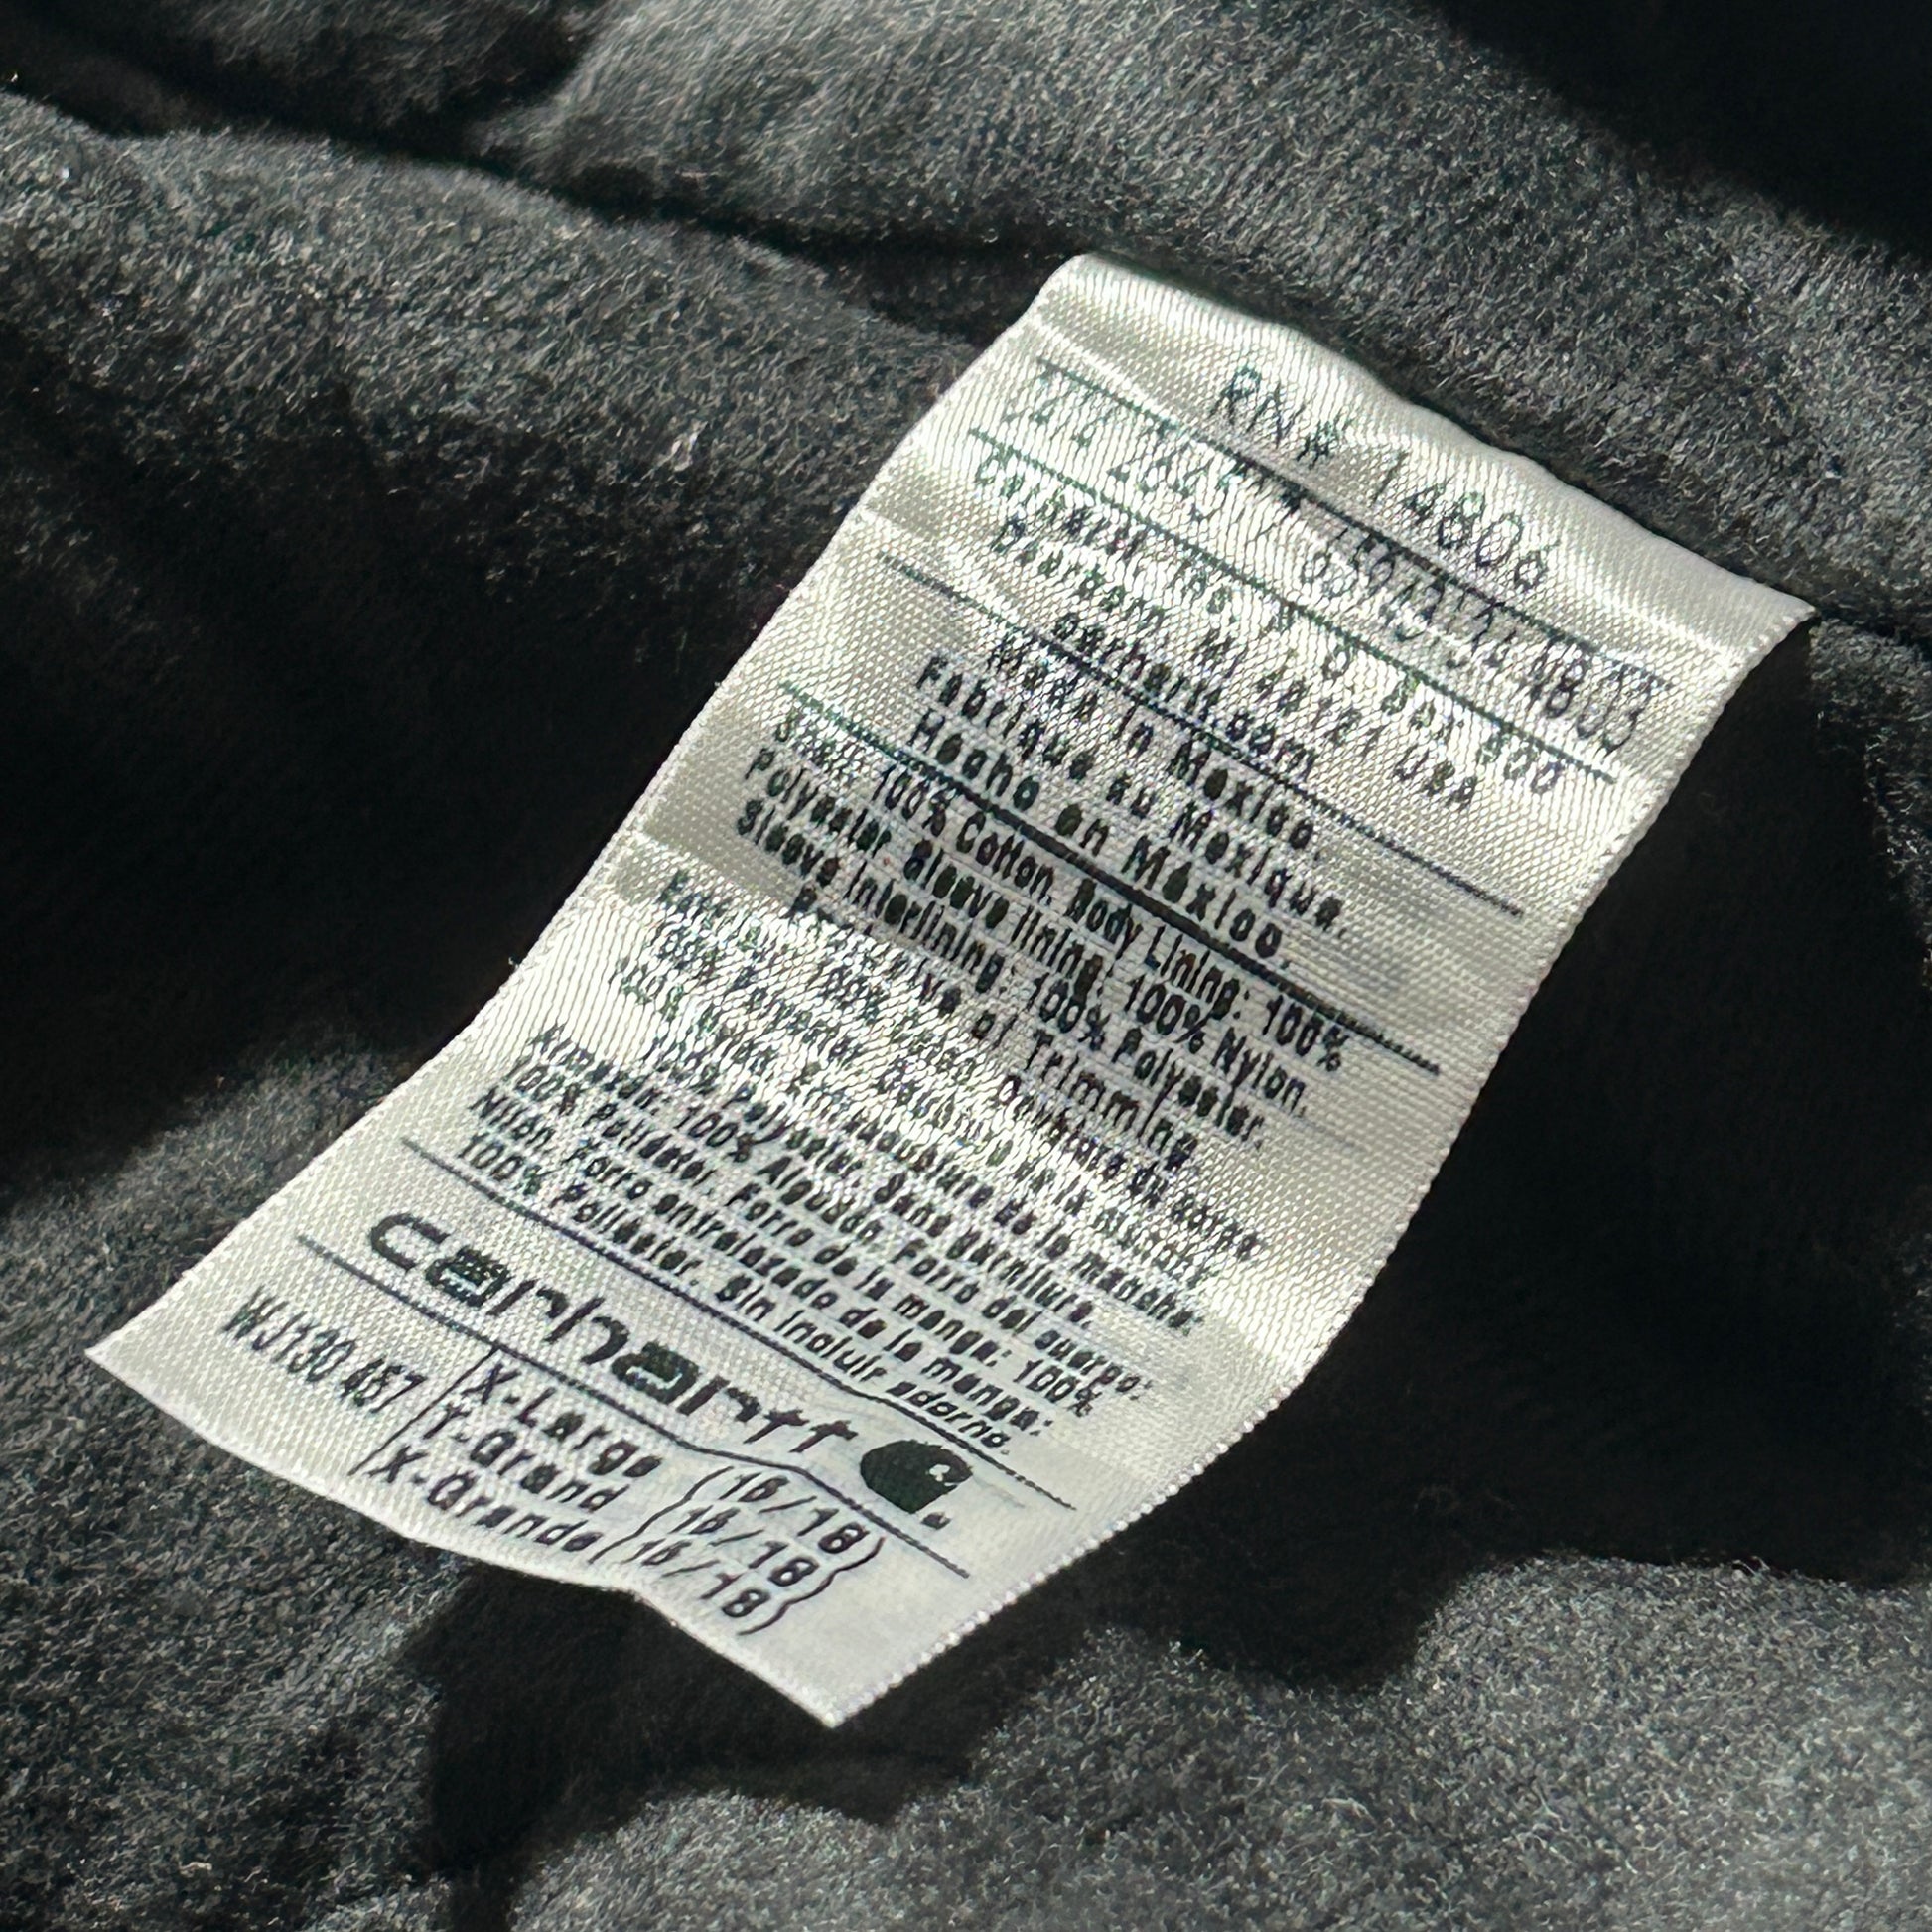 RN# 14806
Carhartt, Inc. P O Box 600
Dearborn, MI 48121 USA
carhartt.com
Made in Mexico.
Fabrique au Mexique.
Hecho en México.
Shell: 100% Cotton. Body Lining: 100%
Polyester. Sleeve lining: 100% Nylon.
Sleeve Interlining: 100% Polyester.
Exclusive of Trimming
100% Polyester. Sans garniture.
Armazón: 100% Algodón. Forro del cuerpo:
100% Poliéster. Forro de la manga: 100%
Nilón. Forro entrelazado de la manga:
100% Poliéster. Sin incluir adorno.
carhartt
WJ130 467
X-Large (16/18)
T-Grand (16/18)
X-Grande (16/18)